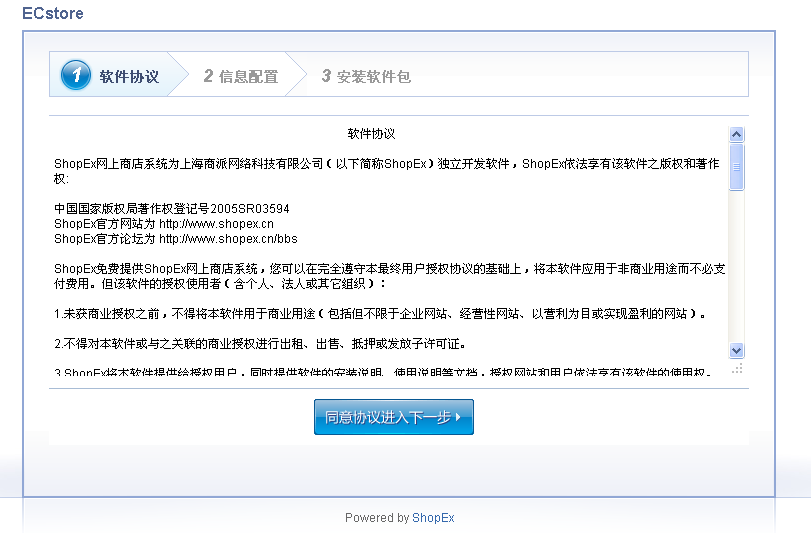 ECstore
1 软件协议 2 信息配置 3 安装软件包
软件协议
ShopEx网上商店系统为上海商派网络科技有限公司(以下简称ShopEx)独立开发软件，ShopEx依法享有该软件之版权和著作
权:
中国国家版权局著作权登记号2005SR03594
ShopEx官方网站为 http://www.shopex.cn
ShopEx官方论坛为 http://www.shopex.cn/bbs
ShopEx免费提供ShopEx网上商店系统，您可以在完全遵守本最终用户授权协议的基础上，将本软件应用于非商业用途而不必支
付费用。但该软件的授权使用者(含个人、法人或其它组织)：
1.未获商业授权之前，不得将本软件用于商业用途(包括但不限于企业网站、经营性网站、以营利为目或实现盈利的网站)。
2.不得对本软件或与之关联的商业授权进行出租、出售、抵押或发放子许可证。
3.ShopEx将本软件提供给授权用户，同时提供软件的安装说明、使用说明等文档，授权网站和用户依法享有该软件的使用权。
同意协议进入下一步
Powered by ShopEx